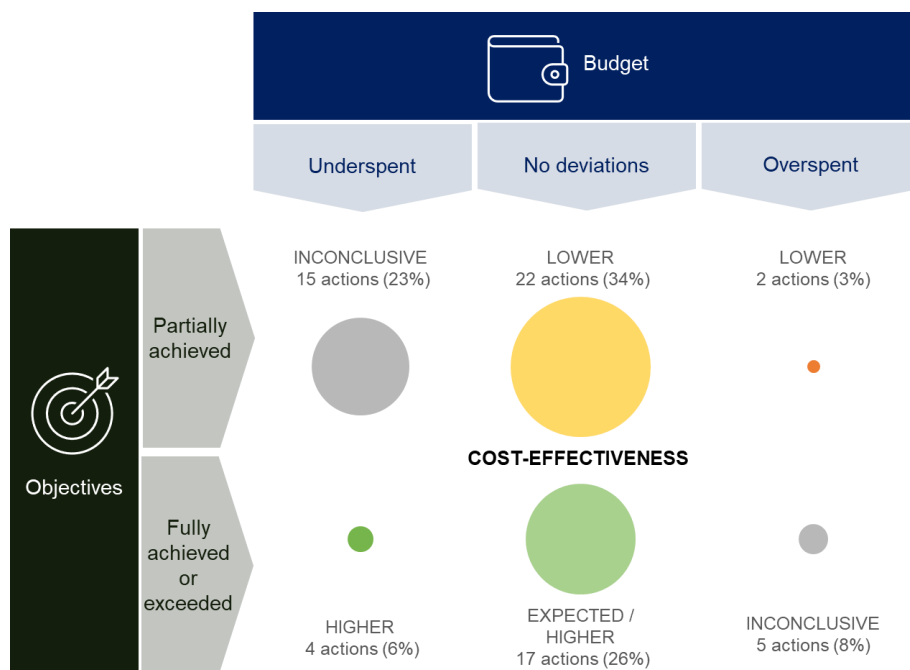 Budget
Underspent
No deviations
Overspent
Objectives
Partially
achieved
INCONCLUSIVE
15 actions (23%)
LOWER
22 actions (34%)
LOWER
2 actions (3%)
COST-EFFECTIVENESS
Fully
achieved
or
exceeded
HIGHER
4 actions (6%)
EXPECTED /
HIGHER
17 actions (26%)
INCONCLUSIVE
5 actions (8%)